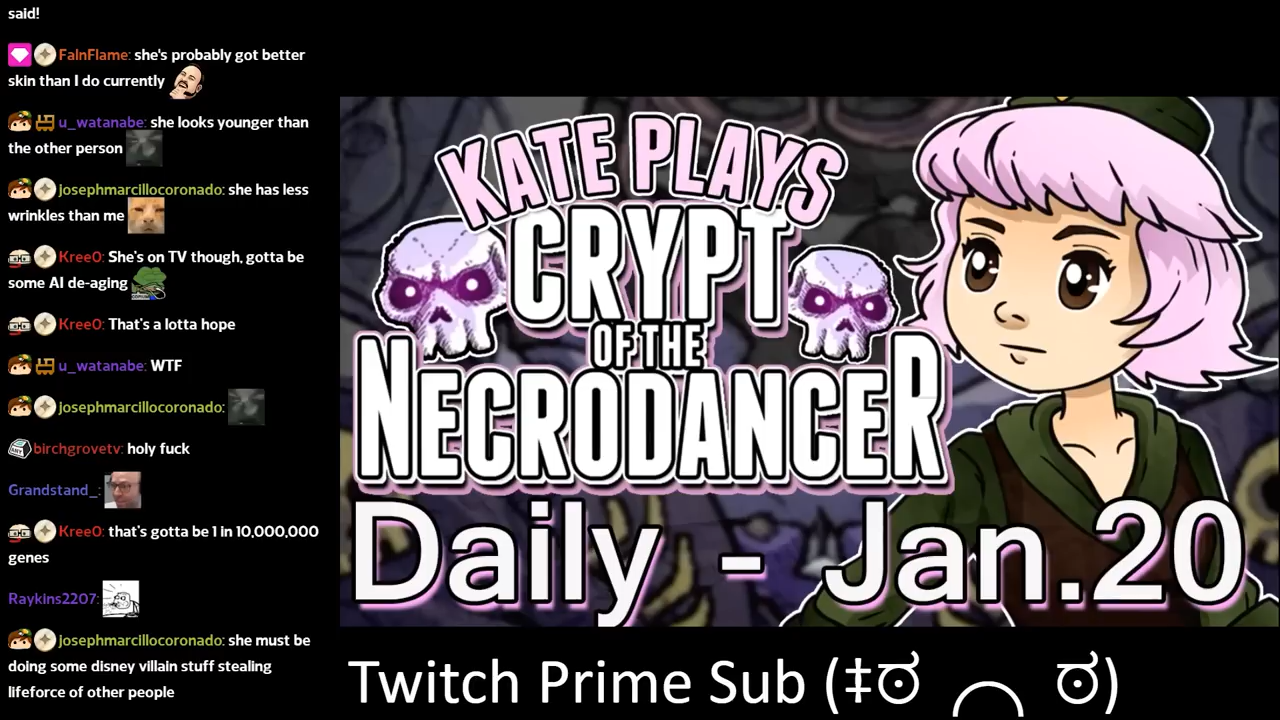 said!
FalnFlame: she's probably got better
skin than I do currently
u_watanabe: she looks younger than
the other person
josephmarcillocoronado: she has less
wrinkles than me
KreeO: She's on TV though, gotta be
some AI de-aging
KreeO: That's a lotta hope
u_watanabe: WTF
josephmarcillocoronado:
birchgrovetv: holy fuck
Grandstand_:
KreeO: that's gotta be 1 in 10,000,000
genes
Raykins2207:
josephmarcillocoronado: she must be
doing some disney villain stuff stealing
lifeforce of other people
KATE PLAYS
CRYPT
OF THE
NECRODANCER
Daily - Jan.20
Twitch Prime Sub (‡ಠ ╭╮ ಠ)